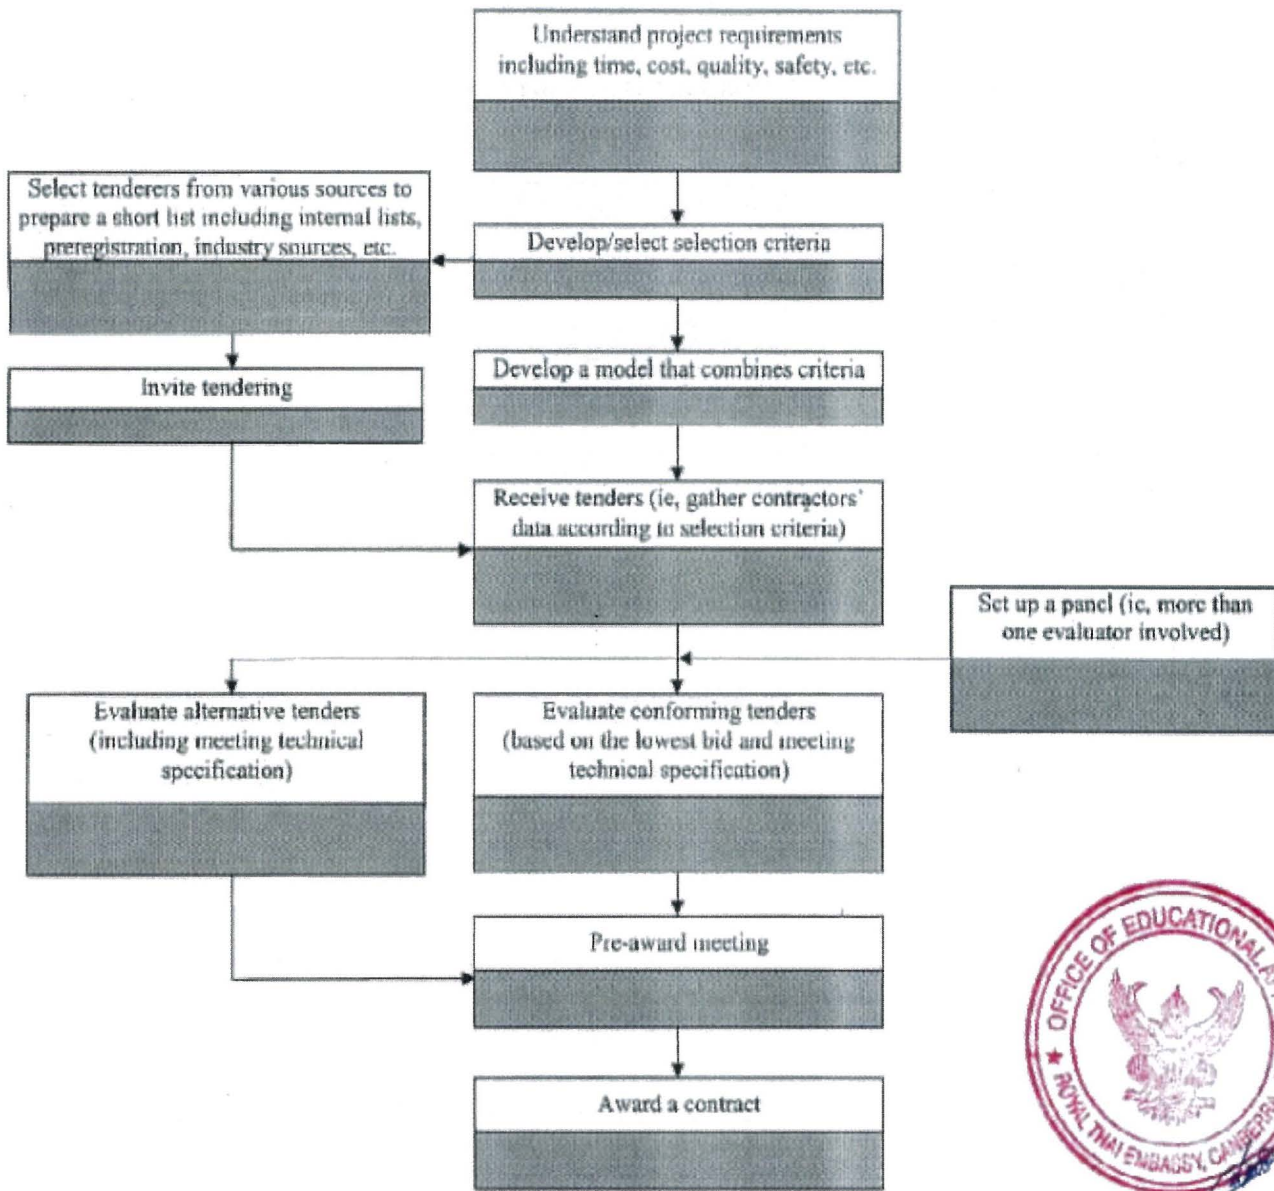 Understand project requirements
including time, cost, quality, safety, etc.
Select tenderers from various sources to
prepare a short list including internal lists,
preregistration, industry sources, etc.
Develop/select selection criteria
Develop a model that combines criteria
Invite tendering
Receive tenders (ie, gather contractors'
data according to selection criteria)
Set up a panel (ie, more than
one evaluator involved)
Evaluate alternative tenders
(including meeting technical
specification)
Evaluate conforming tenders
(based on the lowest bid and meeting
technical specification)
Pre-award meeting
Award a contract
OFFICE OF EDUCATIONAL
ROYAL THAI EMBASSY, CANBERRA